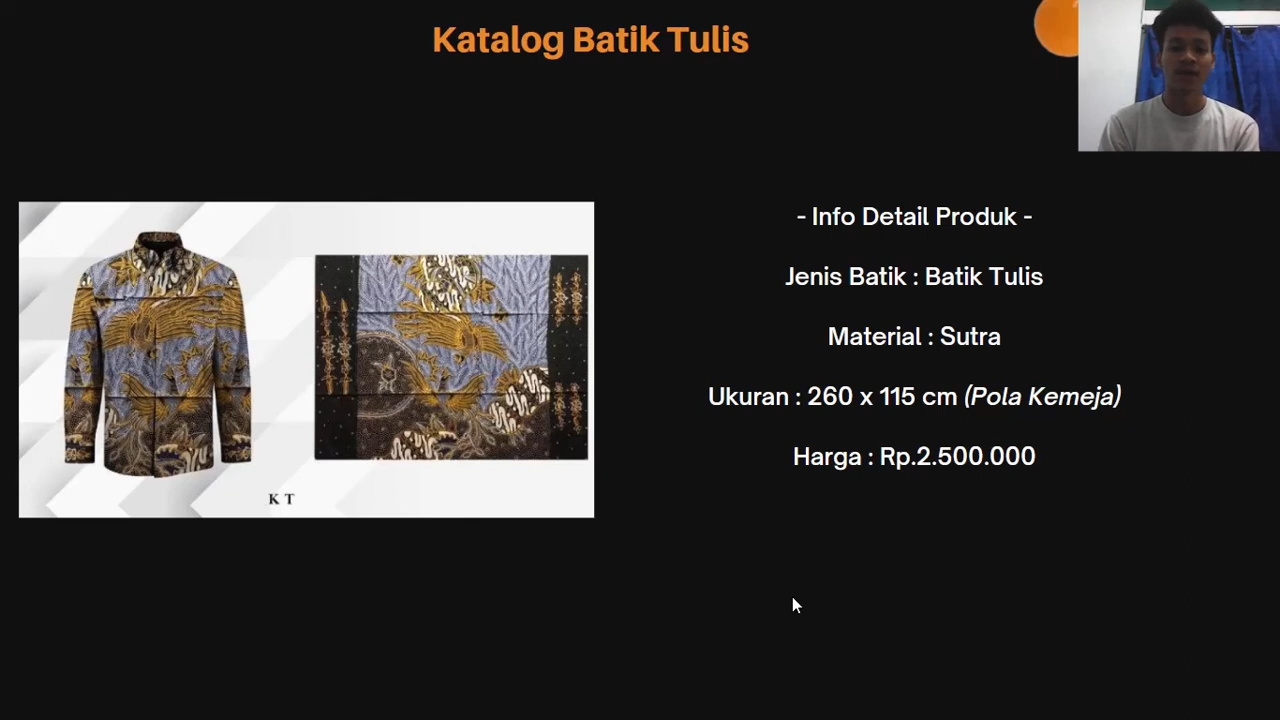 Katalog Batik Tulis
K T
- Info Detail Produk -
Jenis Batik : Batik Tulis
Material : Sutra
Ukuran : 260 x 115 cm (Pola Kemeja)
Harga : Rp.2.500.000